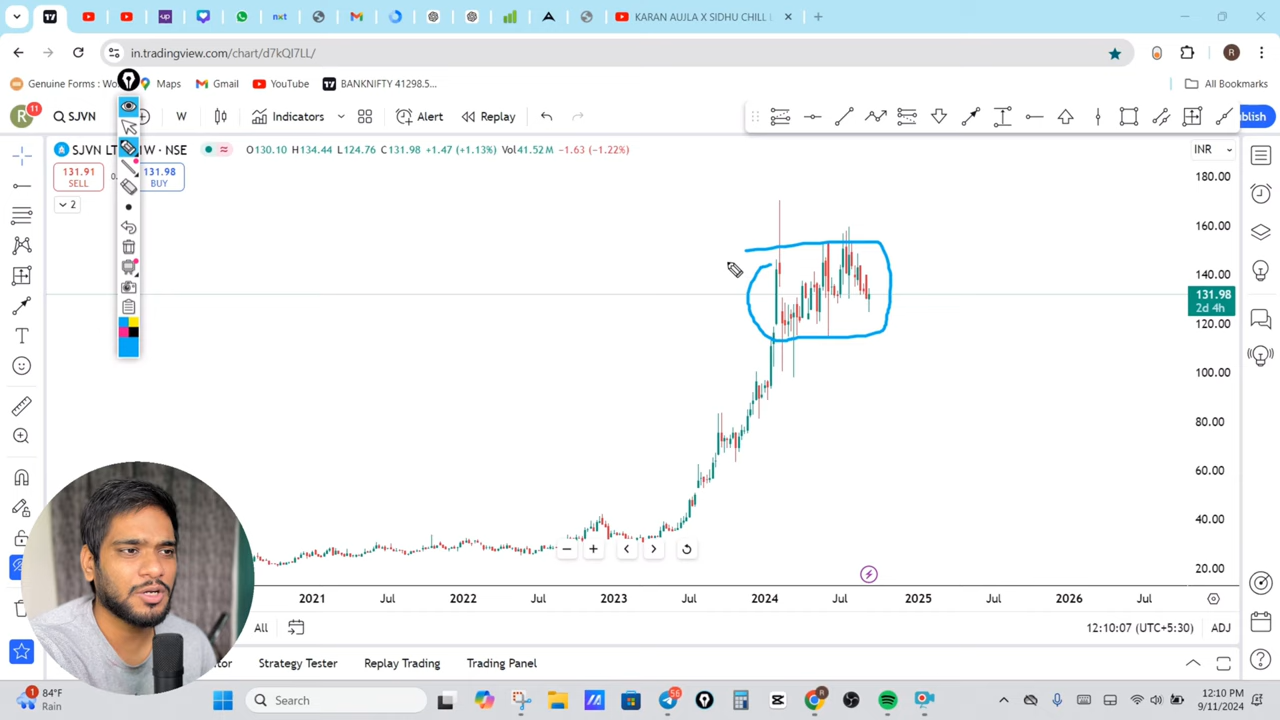 KARAN AUJLA X SIDHU CHILL
in.tradingview.com/chart/d7kQI7LL/
Genuine Forms : Wo
Maps
Gmail
YouTube
BANKNIFTY 41298.5...
All Bookmarks
R 11
SJVN
W
Indicators
Alert
Replay
blish
SJVN LT 1W · NSE
O130.10 H134.44 L124.76 C131.98 +1.47 (+1.13%) Vol41.52 M −1.63 (−1.22%)
INR
131.91
SELL
131.98
BUY
2
180.00
160.00
140.00
131.98
2d 4h
120.00
100.00
80.00
60.00
40.00
20.00
2021 Jul 2022 Jul 2023 Jul 2024 Jul 2025 Jul 2026 Jul
All
12:10:07 (UTC+5:30)
ADJ
Strategy Tester
Replay Trading
Trading Panel
84°F
Rain
Search
56
12:10 PM
9/11/2024